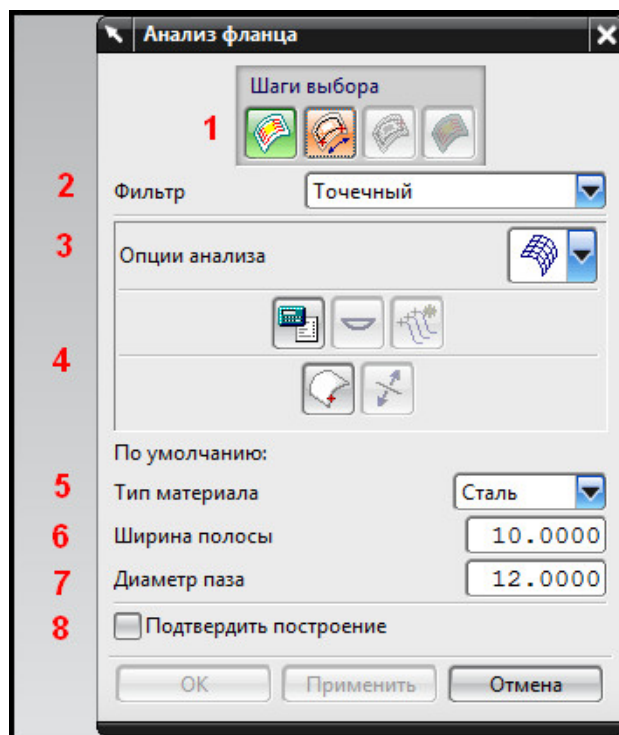 Анализ фланца
Шаги выбора
1
2 Фильтр Точечный
3 Опции анализа
4
По умолчанию:
5 Тип материала Сталь
6 Ширина полосы 10.0000
7 Диаметр паза 12.0000
8 Подтвердить построение
ОК Применить Отмена